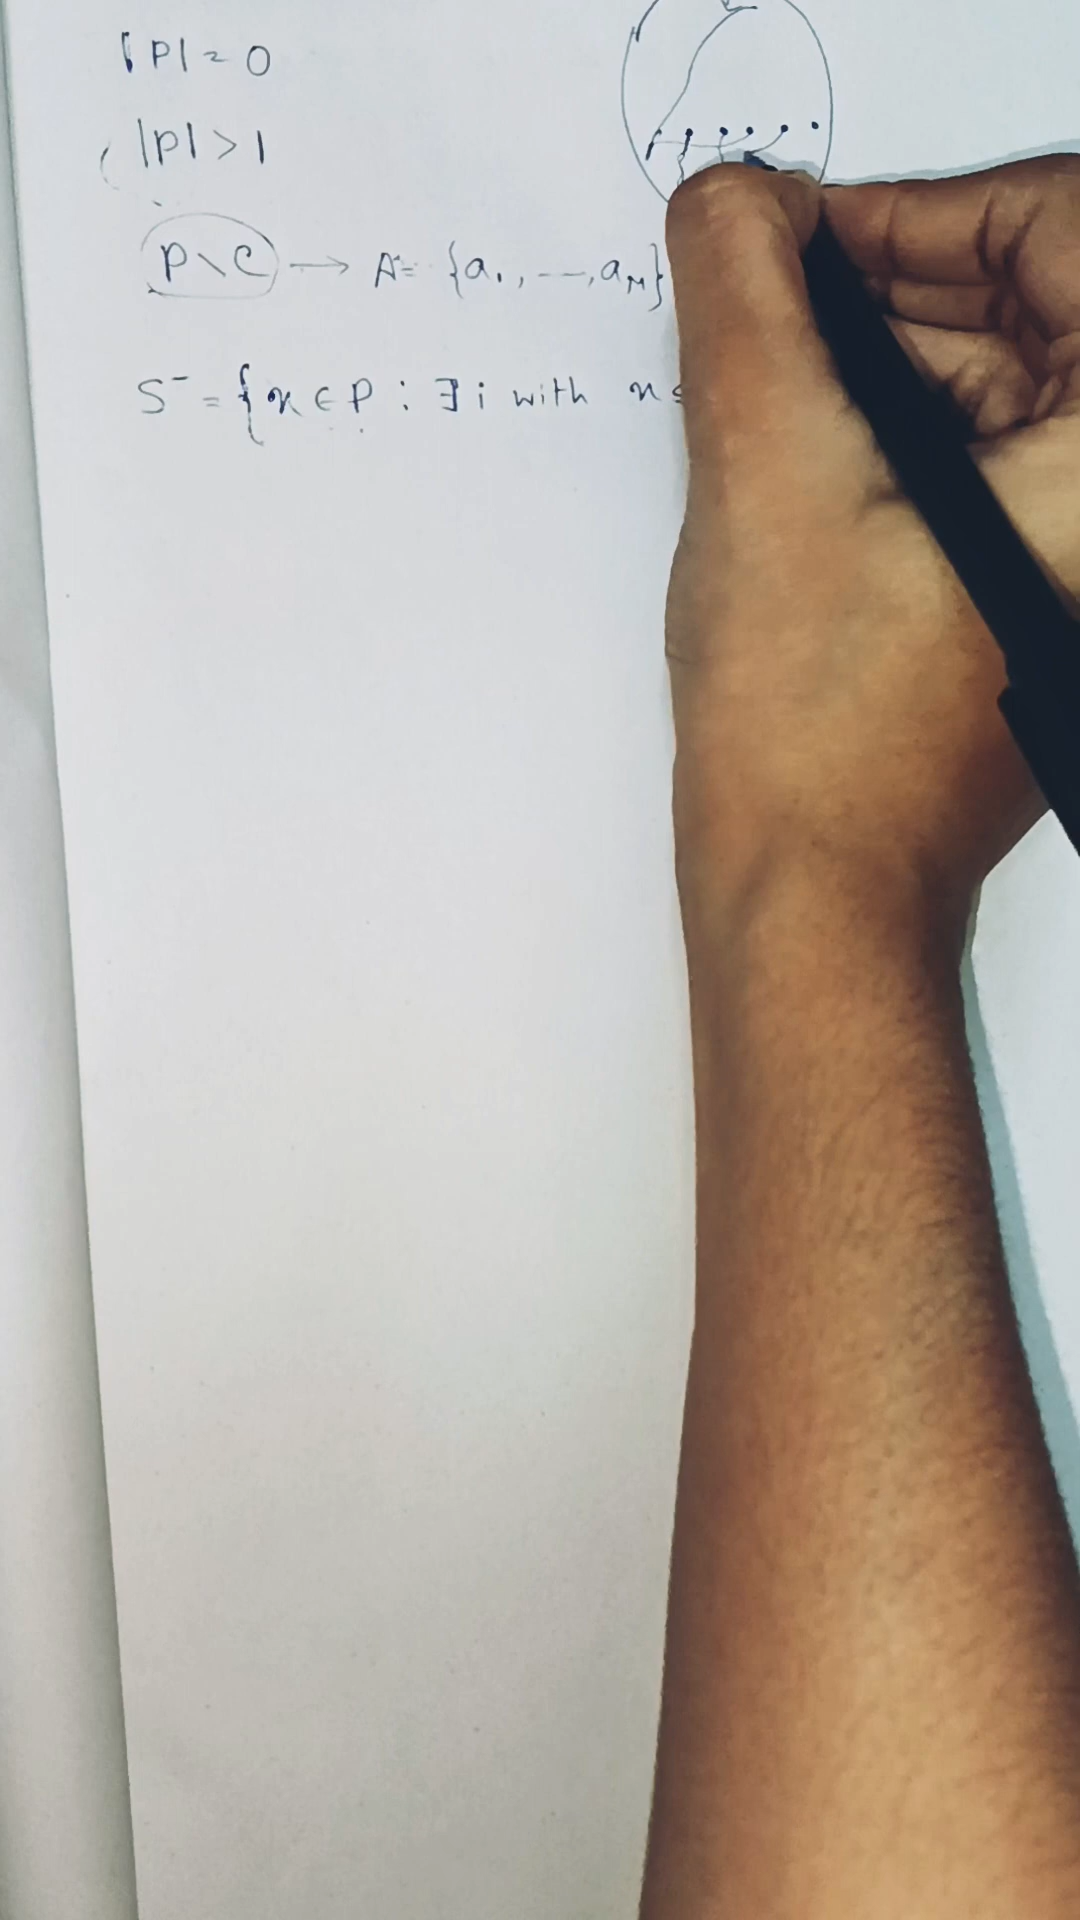 |P| = 0
|P| > 1
P \ C → A = {a₁, ---, aₘ}
S⁻ = {x ∈ P : ∃ i with x ≤